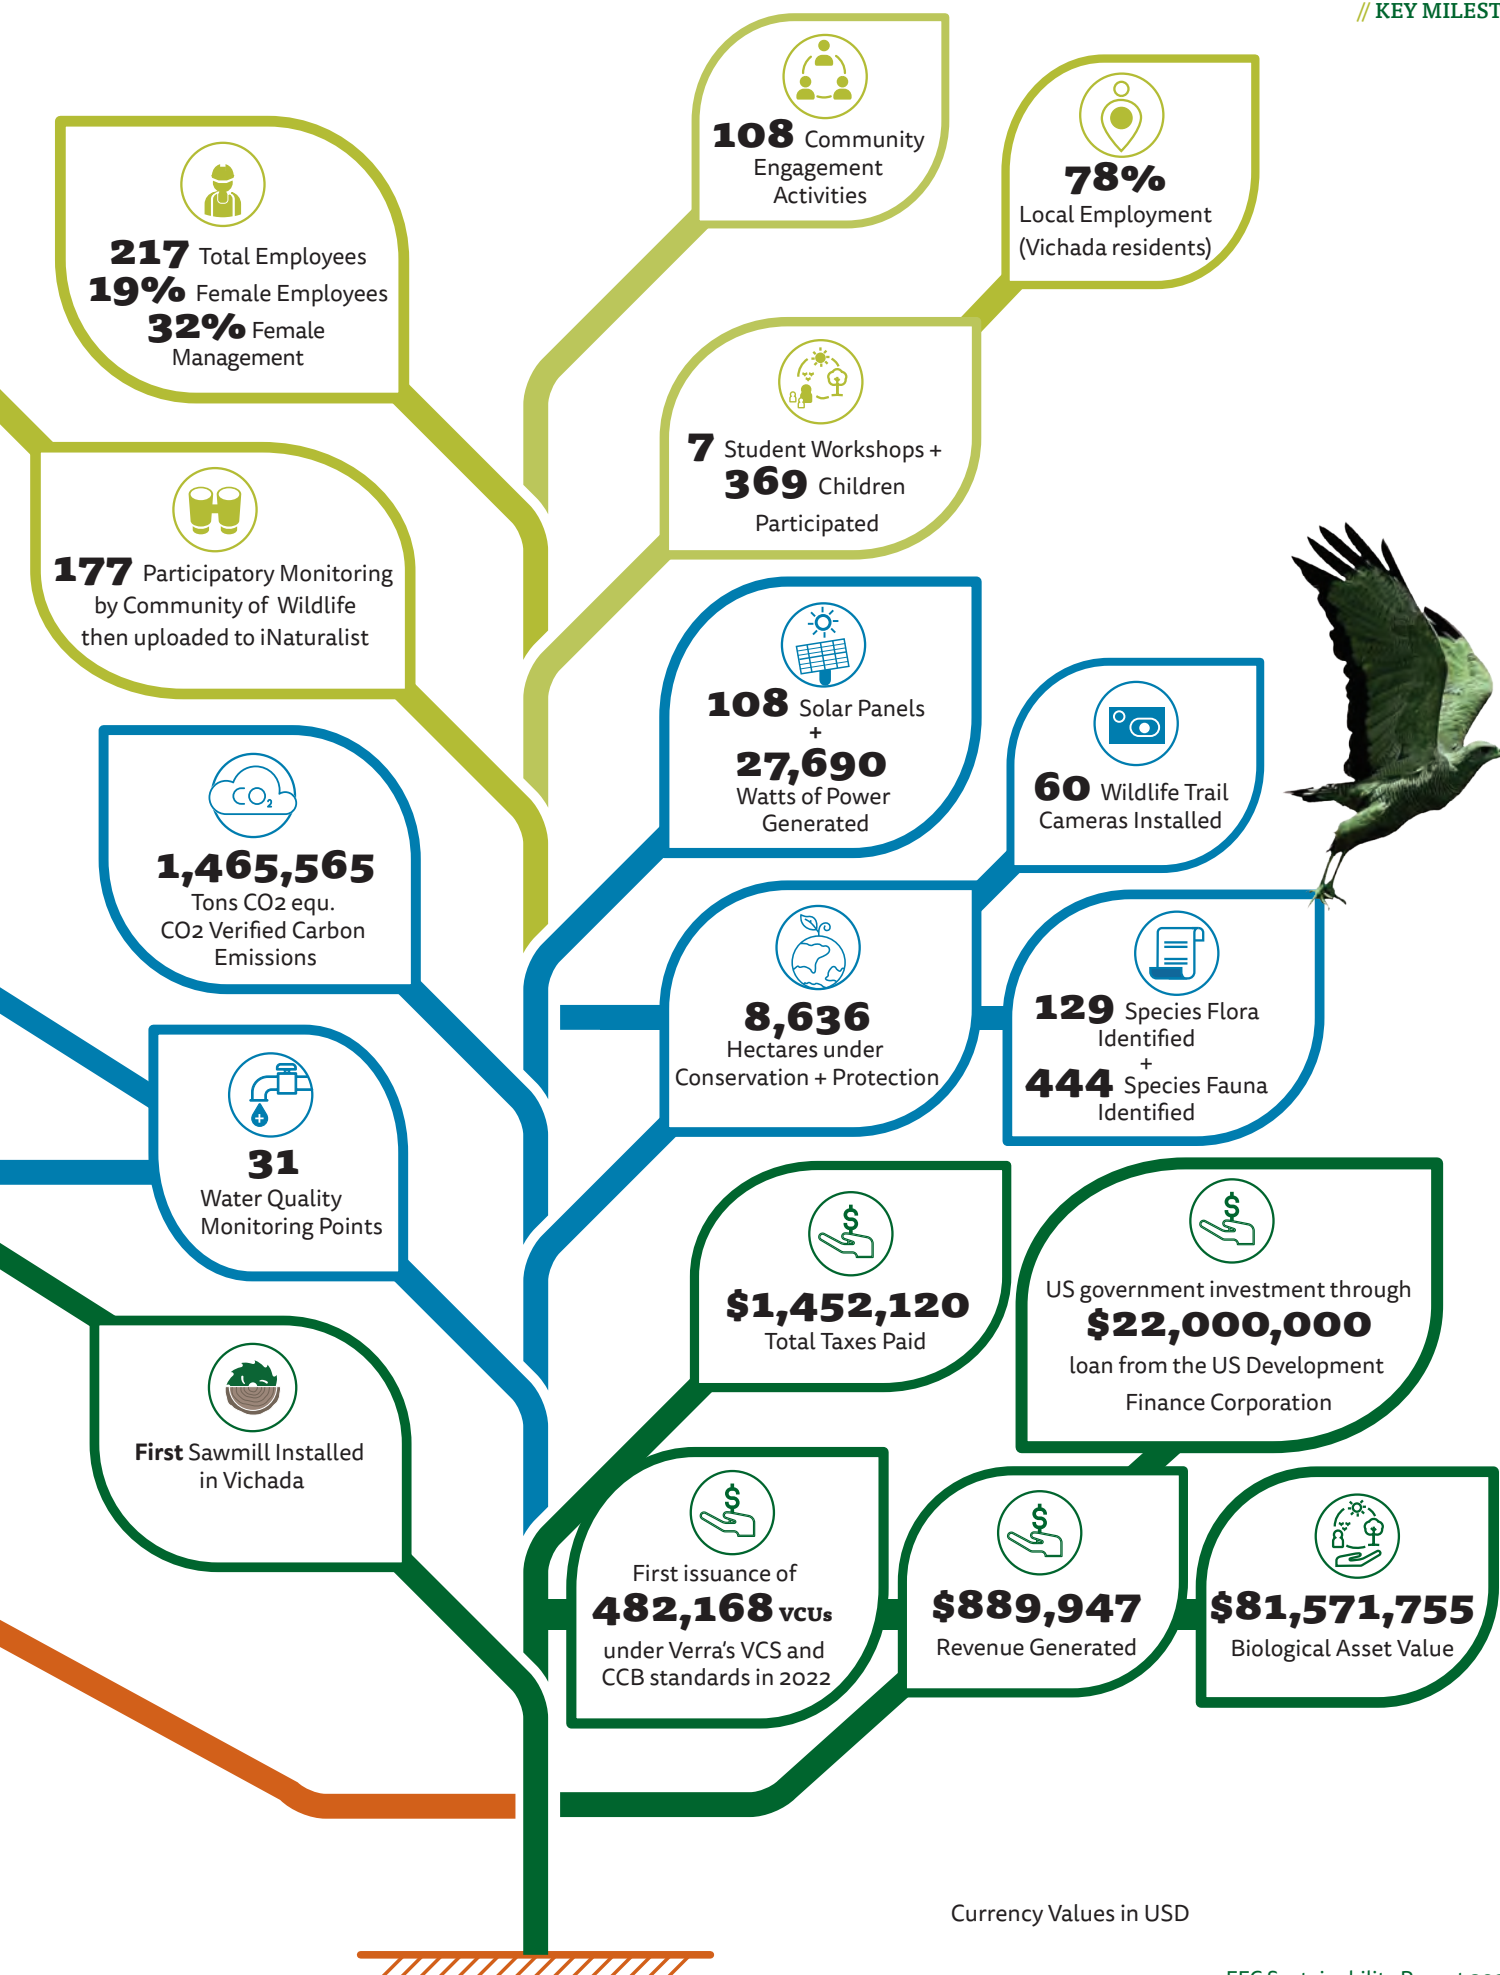 // KEY MILEST
108 Community
Engagement
Activities
78%
Local Employment
(Vichada residents)
217 Total Employees
19% Female Employees
32% Female
Management
7 Student Workshops +
369 Children
Participated
177 Participatory Monitoring
by Community of Wildlife
then uploaded to iNaturalist
108 Solar Panels
+
27,690
Watts of Power
Generated
60 Wildlife Trail
Cameras Installed
CO2
1,465,565
Tons CO2 equ.
CO2 Verified Carbon
Emissions
8,636
Hectares under
Conservation + Protection
129 Species Flora
Identified
+
444 Species Fauna
Identified
31
Water Quality
Monitoring Points
$
$1,452,120
Total Taxes Paid
$
US government investment through
$22,000,000
loan from the US Development
Finance Corporation
First Sawmill Installed
in Vichada
$
First issuance of
482,168 VCUs
under Verra's VCS and
CCB standards in 2022
$
$889,947
Revenue Generated
$81,571,755
Biological Asset Value
Currency Values in USD